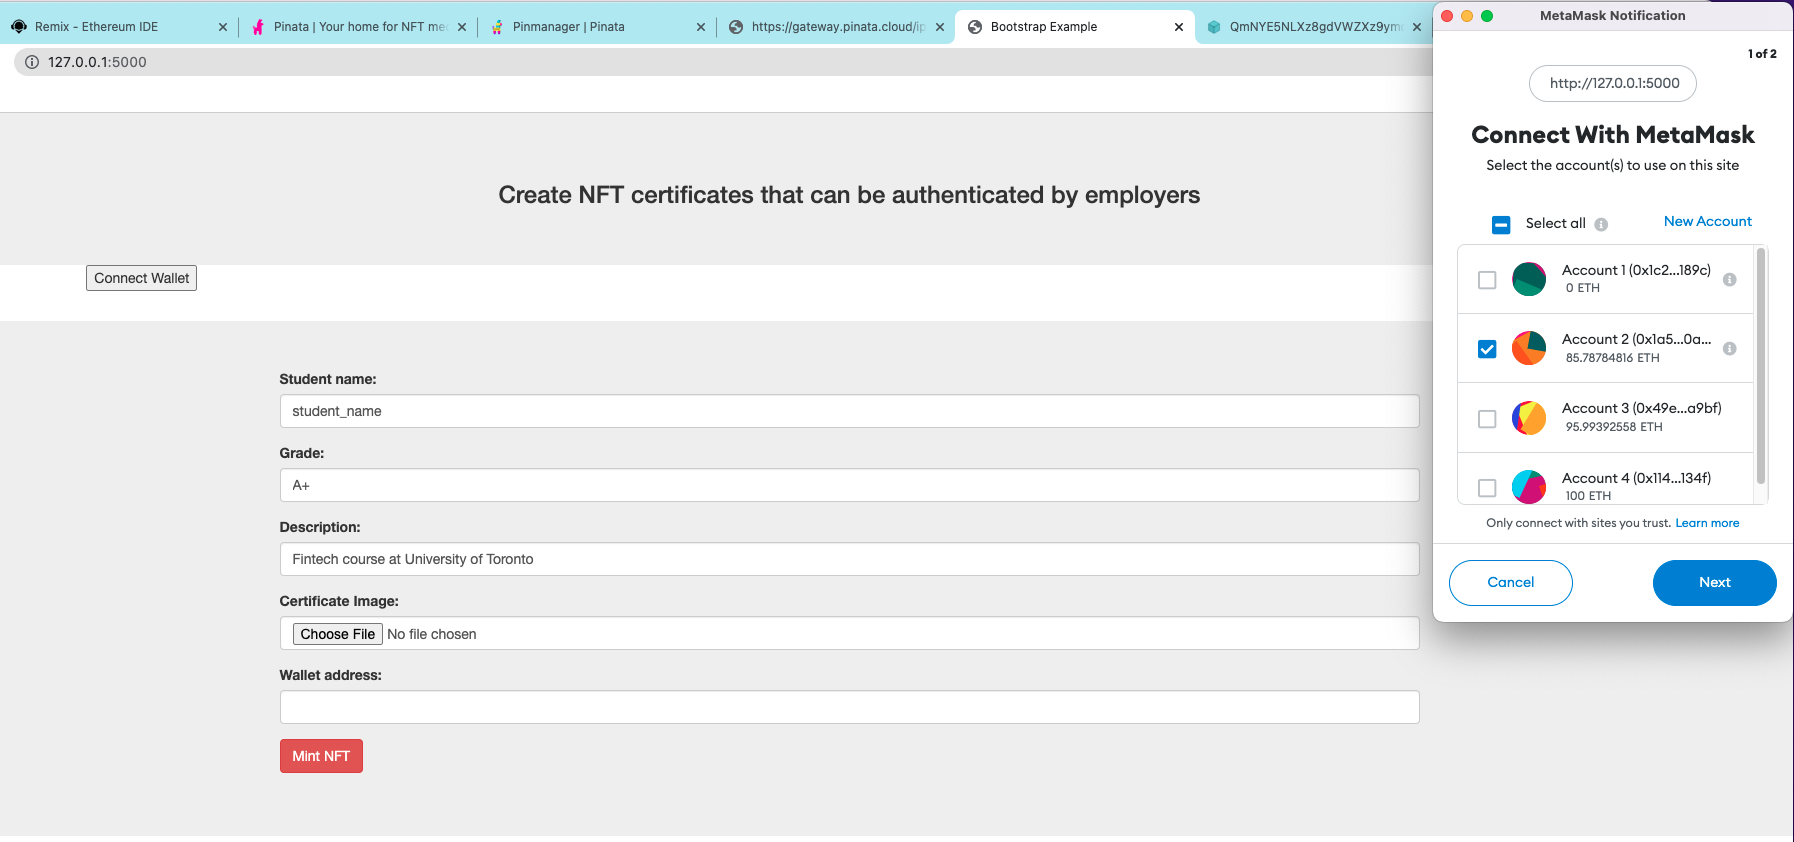 Remix - Ethereum IDE
Pinata | Your home for NFT me
Pinmanager | Pinata
https://gateway.pinata.cloud/ip
Bootstrap Example
QmNYE5NLXz8gdVWZXz9ym
127.0.0.1:5000
Create NFT certificates that can be authenticated by employers
Connect Wallet
Student name:
student_name
Grade:
A+
Description:
Fintech course at University of Toronto
Certificate Image:
Choose File No file chosen
Wallet address:
Mint NFT
MetaMask Notification
1 of 2
http://127.0.0.1:5000
Connect With MetaMask
Select the account(s) to use on this site
Select all
New Account
Account 1 (0x1c2...189c)
0 ETH
Account 2 (0x1a5...0a...
85.78784816 ETH
Account 3 (0x49e...a9bf)
95.99392558 ETH
Account 4 (0x114...134f)
100 ETH
Only connect with sites you trust. Learn more
Cancel
Next